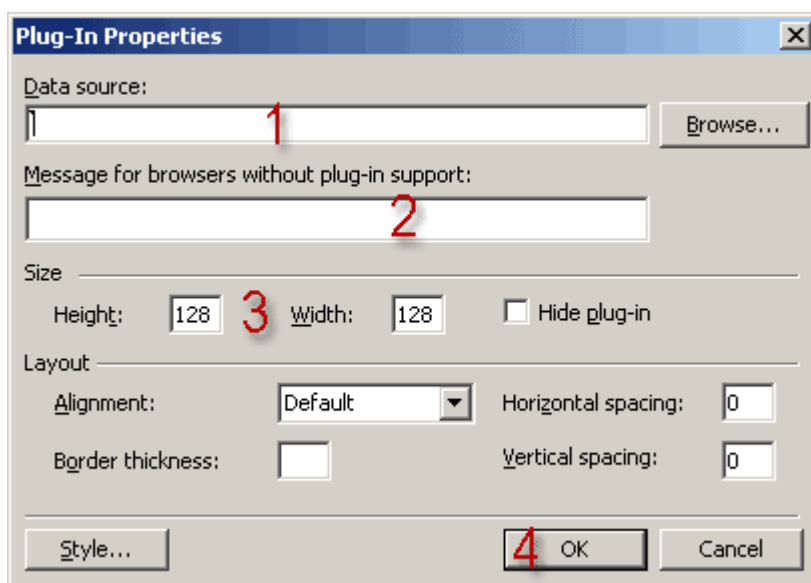 Plug-In Properties
Data source:
1
Browse...
Message for browsers without plug-in support:
2
Size
Height: 128 3 Width: 128 Hide plug-in
Layout
Alignment: Default Horizontal spacing: 0
Border thickness: Vertical spacing: 0
Style... 4 OK Cancel